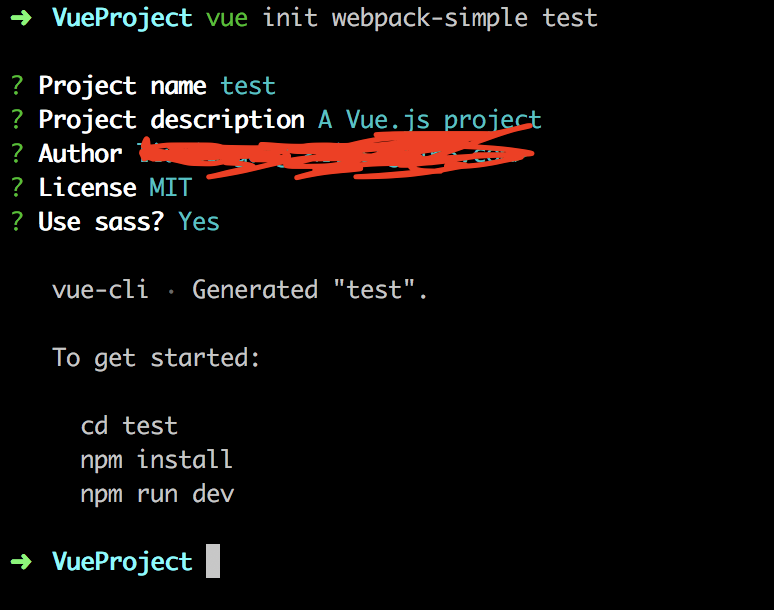 ➜ VueProject vue init webpack-simple test
? Project name test
? Project description A Vue.js project
? Author
? License MIT
? Use sass? Yes
vue-cli · Generated "test".
To get started:
cd test
npm install
npm run dev
➜ VueProject